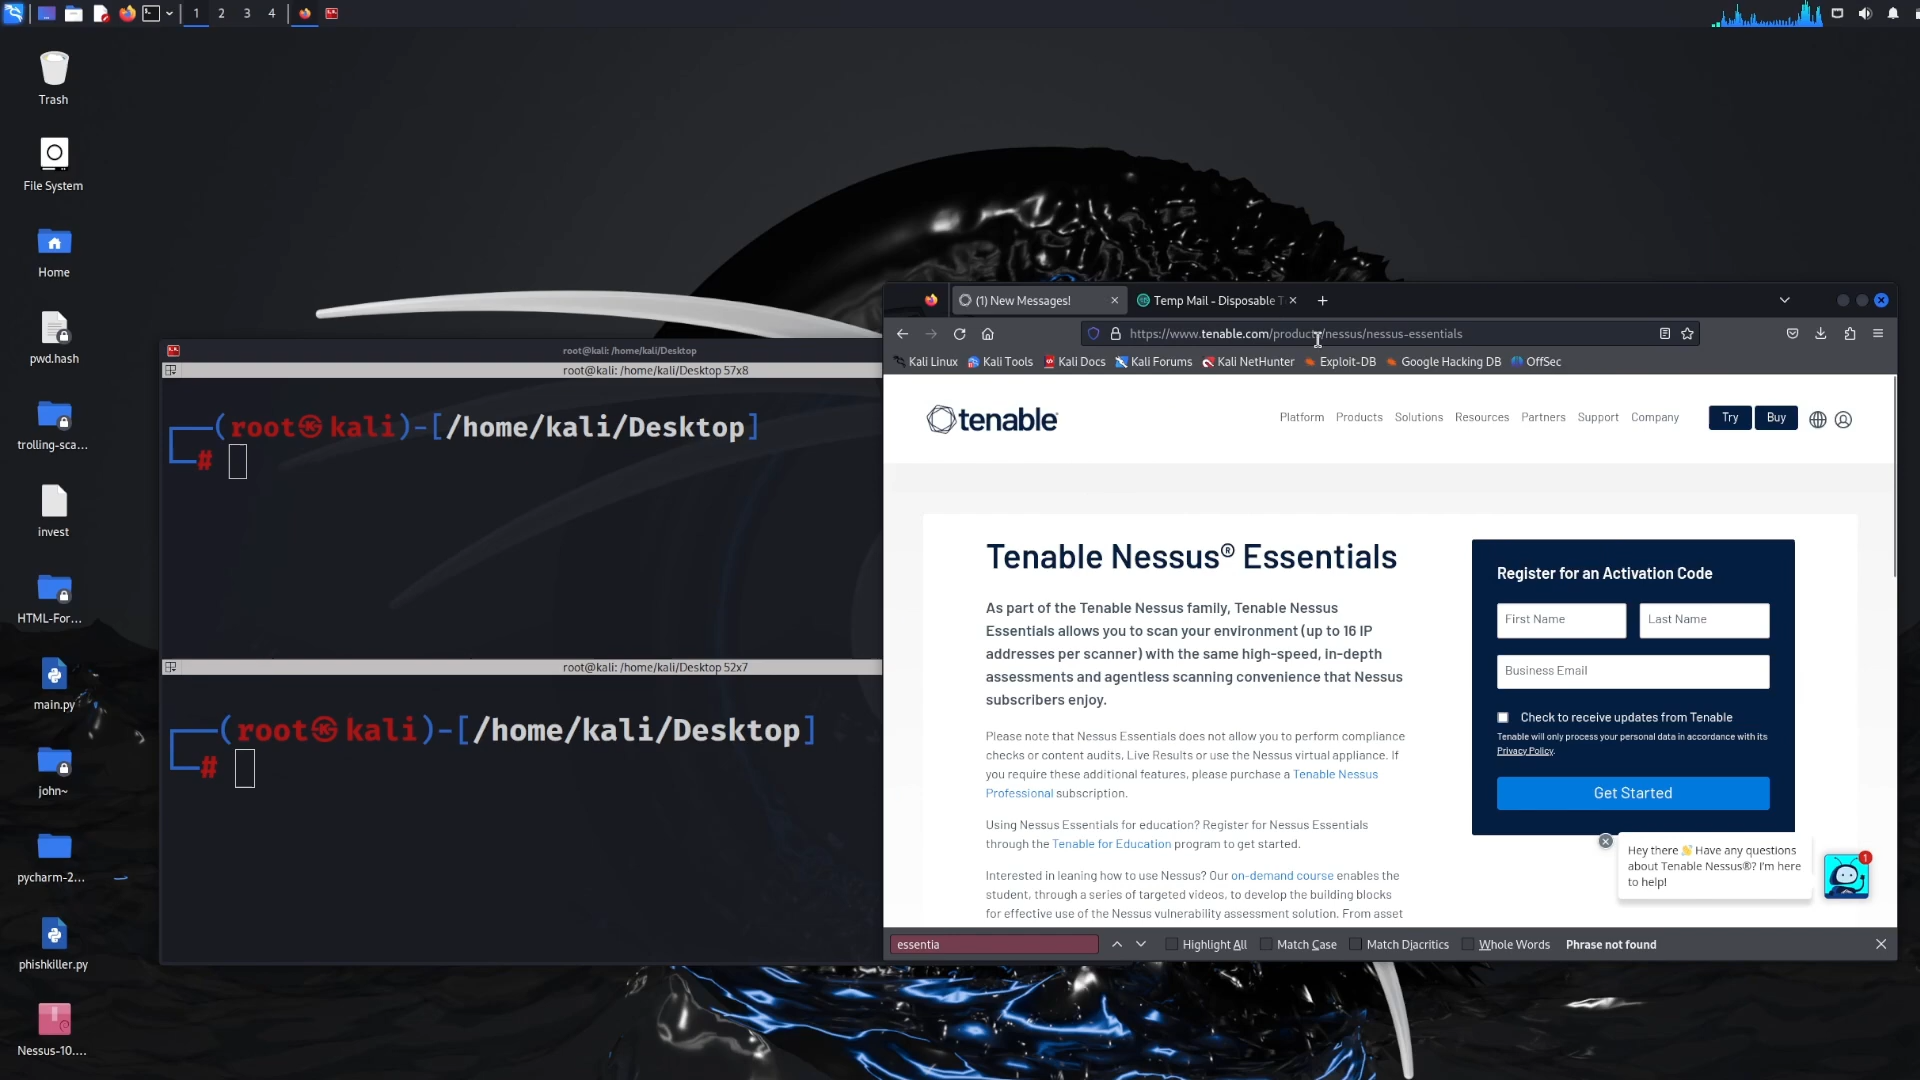 1 2 3 4
Trash
File System
Home
pwd.hash
trolling-sca...
invest
HTML-For...
main.py
john~
pycharm-2...
phishkiller.py
Nessus-10....
root@kali: /home/kali/Desktop
root@kali: /home/kali/Desktop 57x8
(root㉿kali)-[/home/kali/Desktop]
#
root@kali: /home/kali/Desktop 52x7
(root㉿kali)-[/home/kali/Desktop]
#
(1) New Messages!
Temp Mail - Disposable T
https://www.tenable.com/products/nessus/nessus-essentials
Kali Linux Kali Tools Kali Docs Kali Forums Kali NetHunter Exploit-DB Google Hacking DB OffSec
tenable
Platform Products Solutions Resources Partners Support Company Try Buy
Tenable Nessus® Essentials
As part of the Tenable Nessus family, Tenable Nessus
Essentials allows you to scan your environment (up to 16 IP
addresses per scanner) with the same high-speed, in-depth
assessments and agentless scanning convenience that Nessus
subscribers enjoy.
Please note that Nessus Essentials does not allow you to perform compliance
checks or content audits, Live Results or use the Nessus virtual appliance. If
you require these additional features, please purchase a Tenable Nessus
Professional subscription.
Using Nessus Essentials for education? Register for Nessus Essentials
through the Tenable for Education program to get started.
Interested in leaning how to use Nessus? Our on-demand course enables the
student, through a series of targeted videos, to develop the building blocks
for effective use of the Nessus vulnerability assessment solution. From asset
Register for an Activation Code
First Name Last Name
Business Email
Check to receive updates from Tenable
Tenable will only process your personal data in accordance with its
Privacy Policy.
Get Started
Hey there 👋 Have any questions
about Tenable Nessus®? I'm here
to help!
1
essentia
Highlight All Match Case Match Diacritics Whole Words Phrase not found